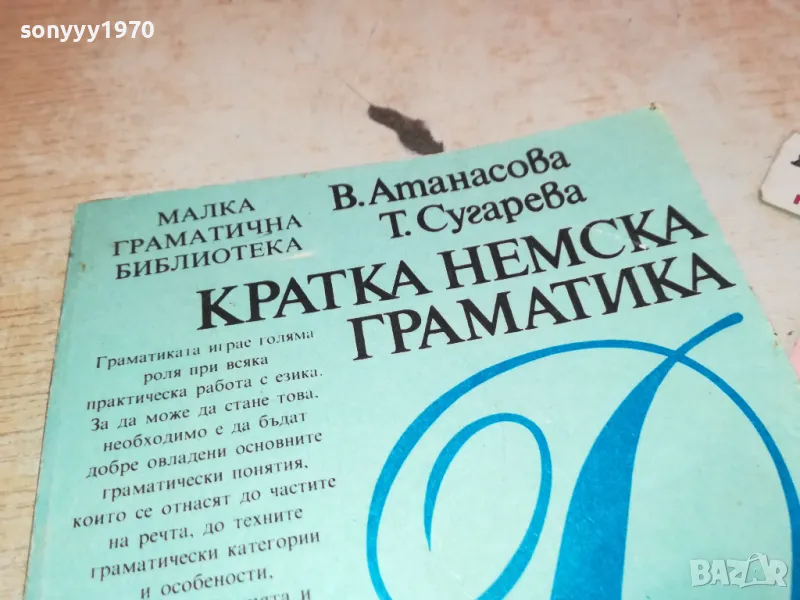 sonyyy1970
МАЛКА
ГРАМАТИЧНА
БИБЛИОТЕКА
В. Атанасова
Т. Сугарева
КРАТКА НЕМСКА
ГРАМАТИКА
Граматиката играе голяма
роля при всяка
практическа работа с езика.
За да може да стане това,
необходимо е да бъдат
добре овладени основните
граматически понятия,
които се отнасят до частите
на речта, до техните
граматически категории
и особености,
и
BAZAR
.bg